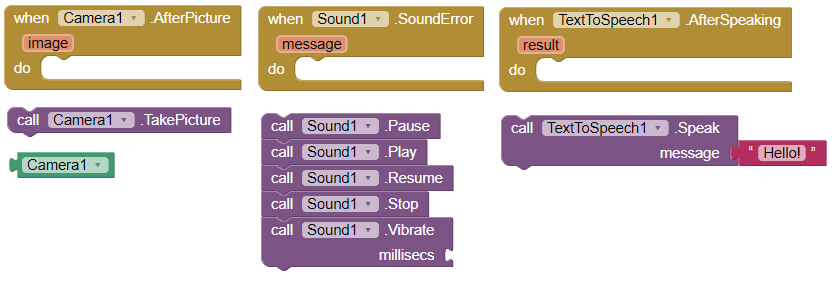 when Camera1 .AfterPicture
image
do
call Camera1 .TakePicture
Camera1
when Sound1 .SoundError
message
do
call Sound1 .Pause
call Sound1 .Play
call Sound1 .Resume
call Sound1 .Stop
call Sound1 .Vibrate
millisecs
when TextToSpeech1 .AfterSpeaking
result
do
call TextToSpeech1 .Speak
message “ Hello! ”